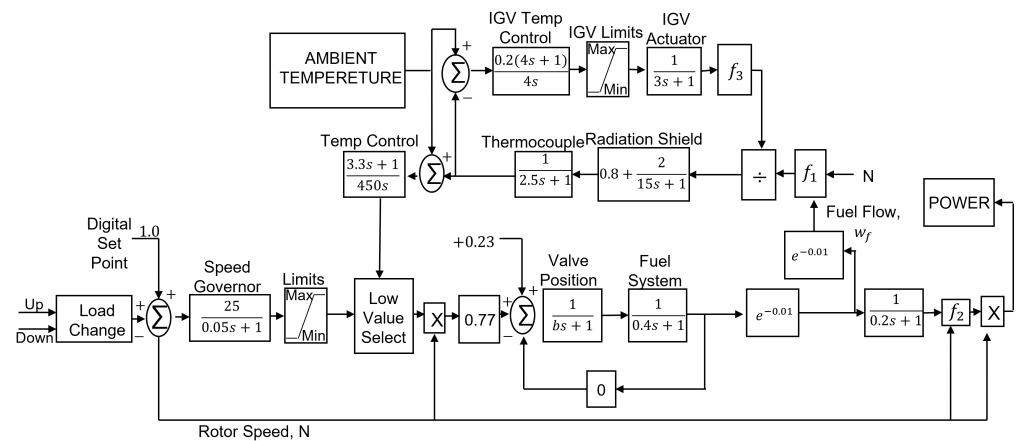 IGV Temp
Control
IGV Limits
IGV
Actuator
AMBIENT
TEMPERETURE
+
Σ
−
0.2(4s + 1)
4s
Max
Min
1
3s + 1
f3
Temp Control
Thermocouple
Radiation Shield
3.3s + 1
450s
Σ
+
1
2.5s + 1
0.8 +
2
15s + 1
÷
f1
N
POWER
Fuel Flow,
wf
e^−0.01
Digital
Set
Point
1.0
+0.23
Speed
Governor
Limits
Valve
Position
Fuel
System
Up
Down
Load
Change
+
+
−
Σ
25
0.05s + 1
Max
Min
Low
Value
Select
X
0.77
+
+
−
Σ
1
bs + 1
1
0.4s + 1
e^−0.01
1
0.2s + 1
f2
X
0
Rotor Speed, N